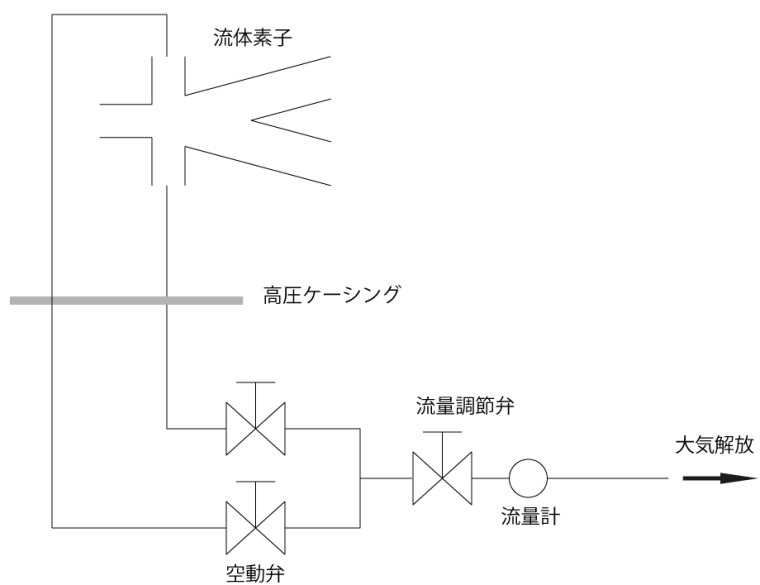 流体素子
高圧ケーシング
流量調節弁
大気解放
流量計
空動弁